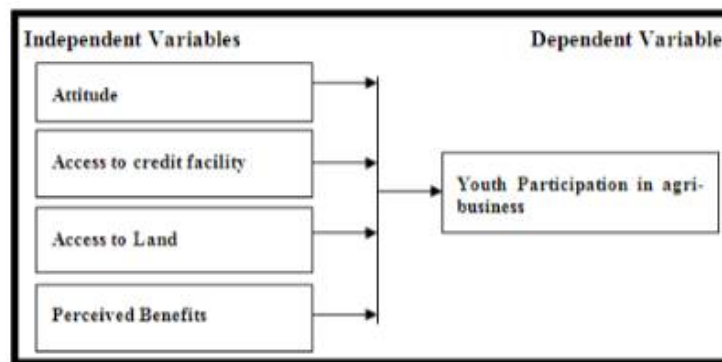 Independent Variables
Dependent Variable
Attitude
Access to credit facility
Youth Participation in agri-
business
Access to Land
Perceived Benefits